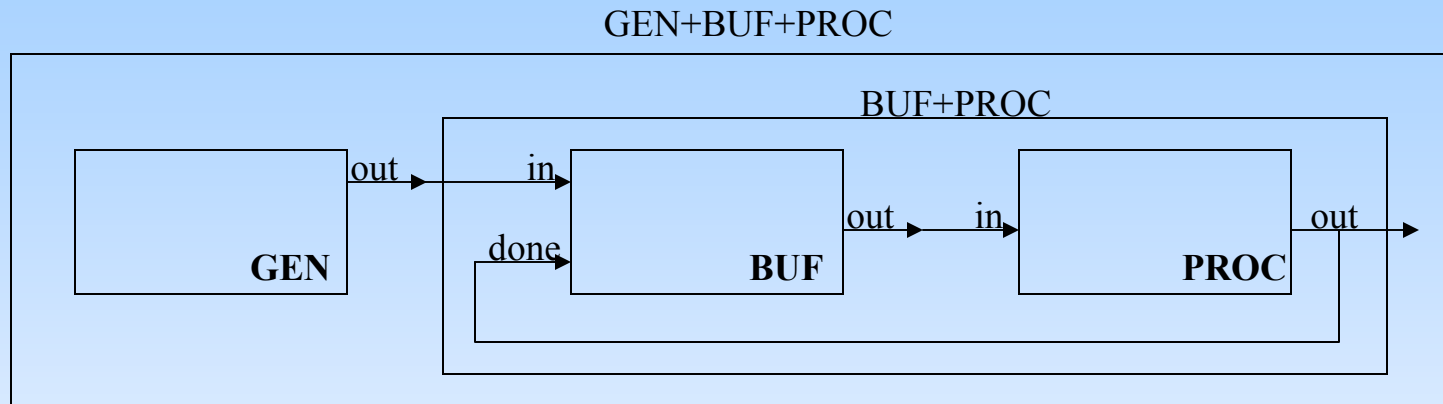 GEN+BUF+PROC
BUF+PROC
out
in
done
out
in
out
GEN
BUF
PROC